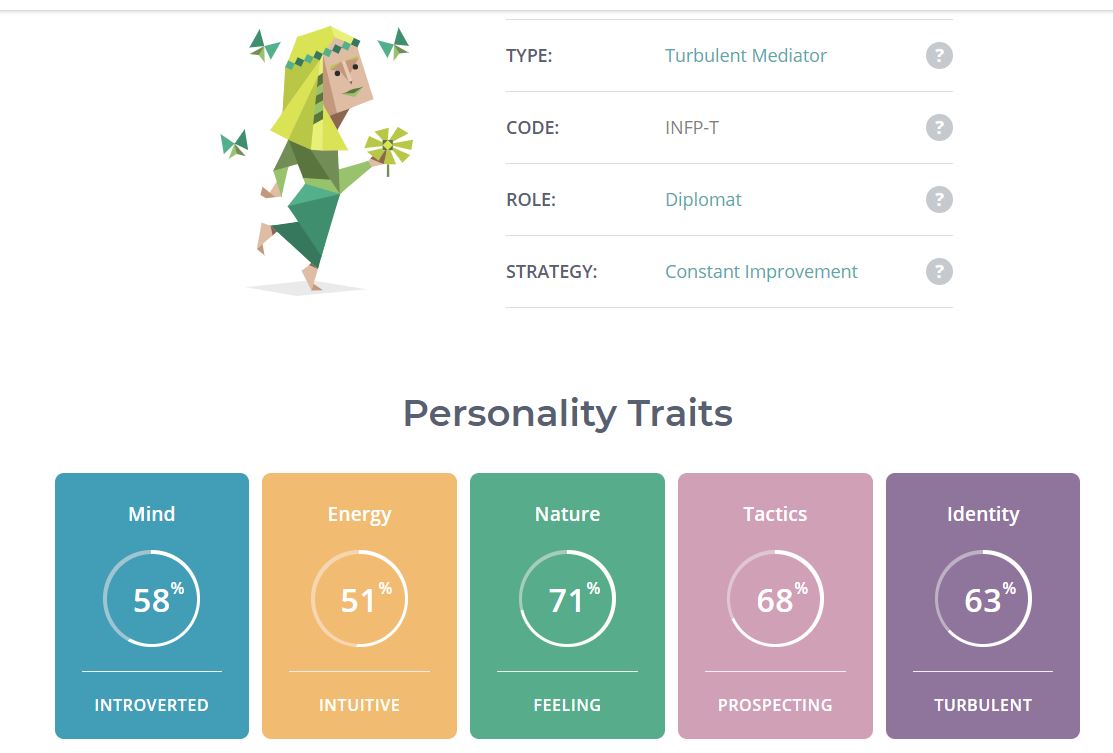 TYPE: Turbulent Mediator ?
CODE: INFP-T ?
ROLE: Diplomat ?
STRATEGY: Constant Improvement ?
Personality Traits
Mind
58%
INTROVERTED
Energy
51%
INTUITIVE
Nature
71%
FEELING
Tactics
68%
PROSPECTING
Identity
63%
TURBULENT